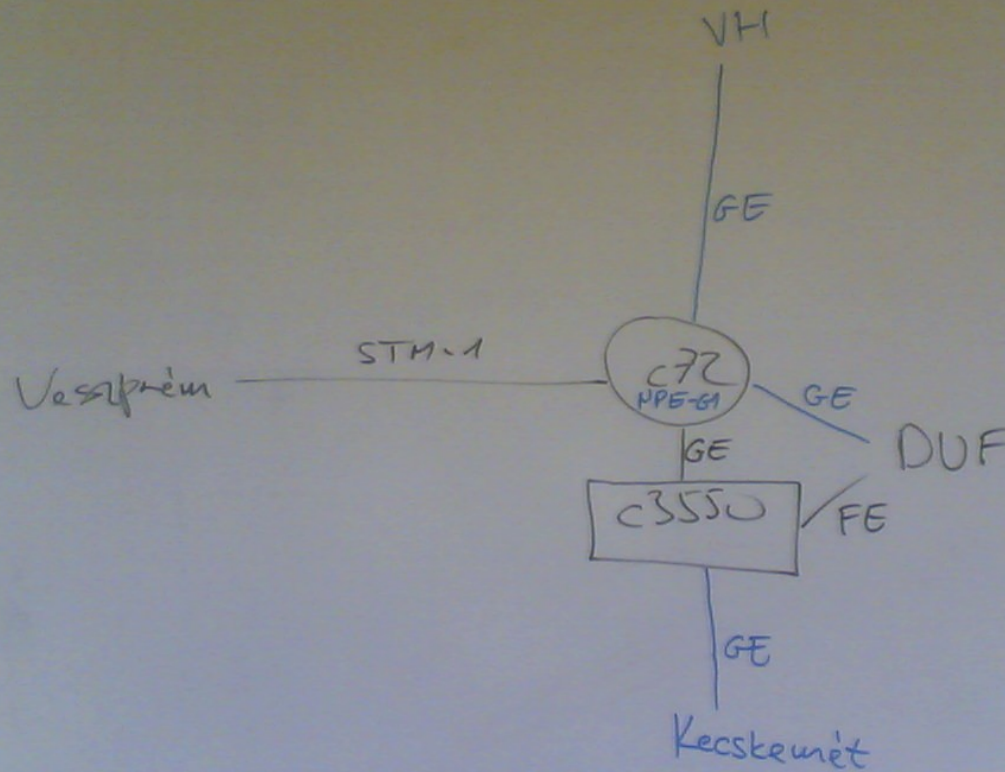 VH
GE
STM-1
Veszprém
c72
NPE-G1
GE
DUF
GE
c3550
FE
GE
Kecskemét